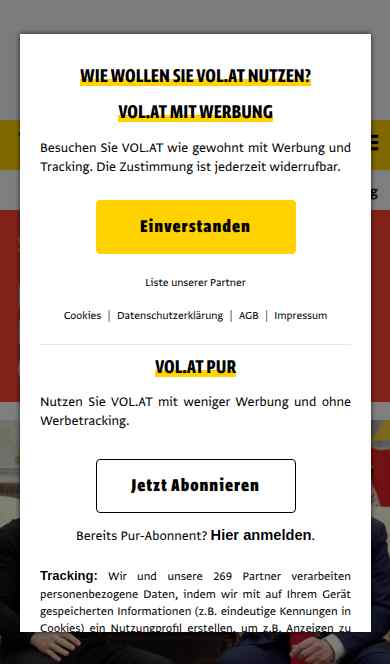 WIE WOLLEN SIE VOL.AT NUTZEN?
VOL.AT MIT WERBUNG
Besuchen Sie VOL.AT wie gewohnt mit Werbung und
Tracking. Die Zustimmung ist jederzeit widerrufbar.
Einverstanden
Liste unserer Partner
Cookies | Datenschutzerklärung | AGB | Impressum
VOL.AT PUR
Nutzen Sie VOL.AT mit weniger Werbung und ohne
Werbetracking.
Jetzt Abonnieren
Bereits Pur-Abonnent? Hier anmelden.
Tracking: Wir und unsere 269 Partner verarbeiten
personenbezogene Daten, indem wir mit auf Ihrem Gerät
gespeicherten Informationen (z.B. eindeutige Kennungen in
Cookies) ein Nutzungprofil erstellen, um z.B. Anzeigen zu